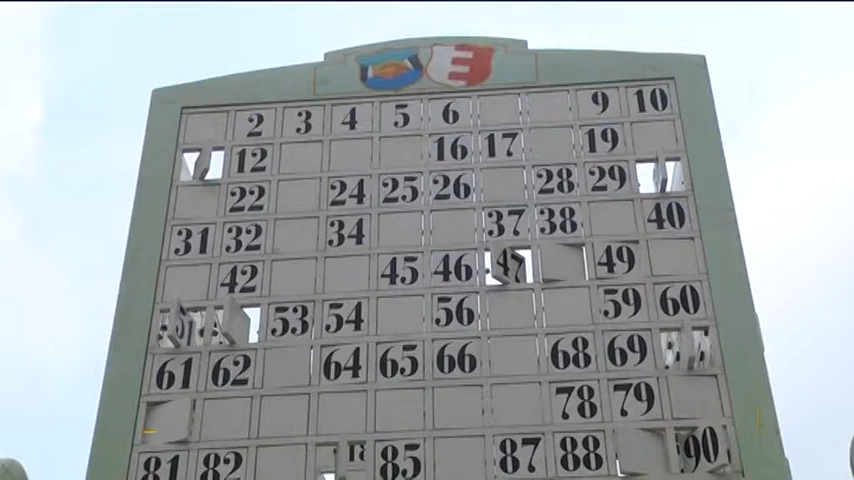 2 3 4 5 6 9 10
12 16 17 19
22 24 25 26 28 29
31 32 34 37 38 40
42 45 46 47 49
53 54 56 59 60
61 62 64 65 66 68 69
78 79
81 82 85 87 88 90